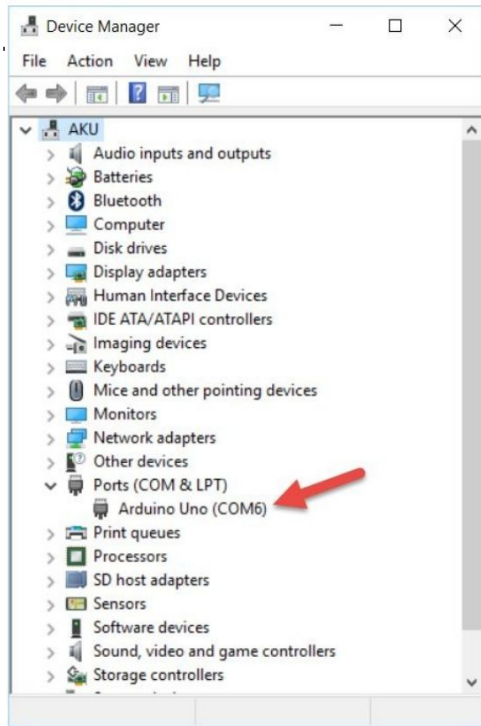 Device Manager
File Action View Help
AKU
Audio inputs and outputs
Batteries
Bluetooth
Computer
Disk drives
Display adapters
Human Interface Devices
IDE ATA/ATAPI controllers
Imaging devices
Keyboards
Mice and other pointing devices
Monitors
Network adapters
Other devices
Ports (COM & LPT)
Arduino Uno (COM6)
Print queues
Processors
SD host adapters
Sensors
Software devices
Sound, video and game controllers
Storage controllers